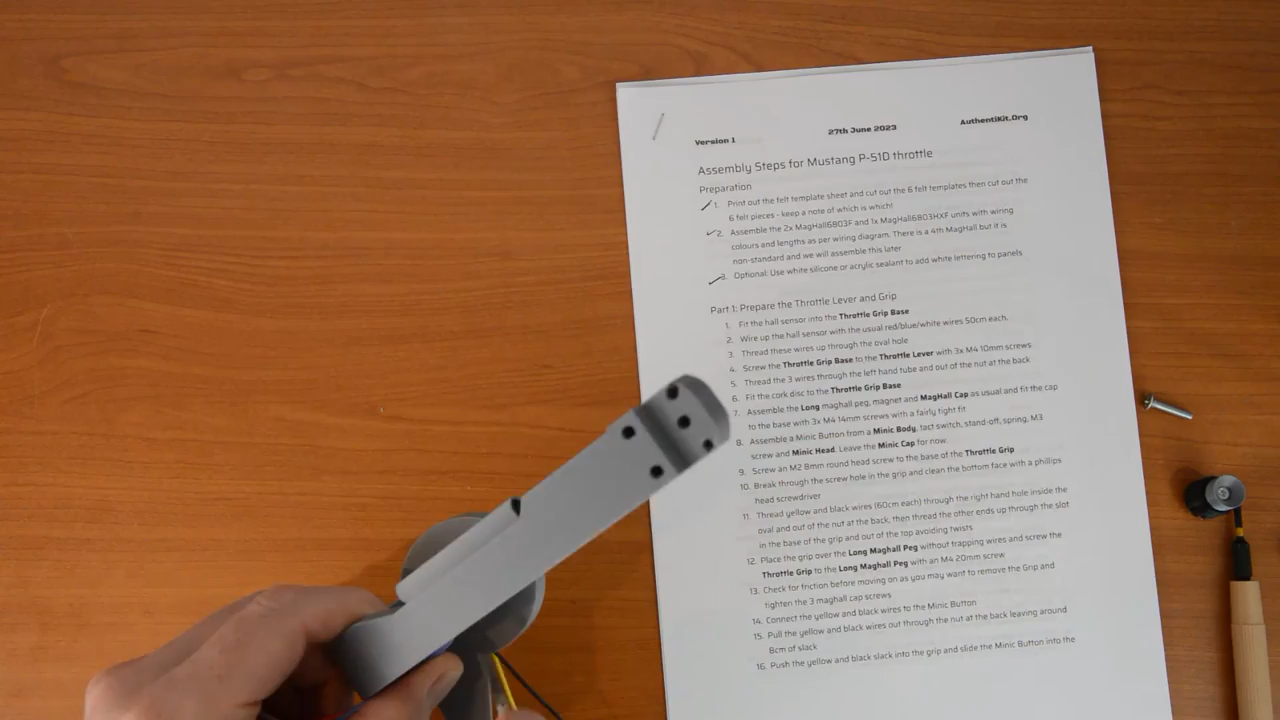 Version 1 27th June 2023 AuthentiKit.Org
Assembly Steps for Mustang P-51D throttle
Preparation
1. Print out the felt template sheet and cut out the 6 felt templates then cut out the
6 felt pieces - keep a note of which is which!
2. Assemble the 2x MagHall6803F and 1x MagHall6803HXF units with wiring
colours and lengths as per wiring diagram. There is a 4th MagHall but it is
non-standard and we will assemble this later
3. Optional: Use white silicone or acrylic sealant to add white lettering to panels
Part 1: Prepare the Throttle Lever and Grip
1. Fit the hall sensor into the Throttle Grip Base
2. Wire up the hall sensor with the usual red/blue/white wires 50cm each.
3. Thread these wires up through the oval hole
4. Screw the Throttle Grip Base to the Throttle Lever with 3x M4 10mm screws
5. Thread the 3 wires through the left hand tube and out of the nut at the back
6. Fit the cork disc to the Throttle Grip Base
7. Assemble the Long maghall peg, magnet and MagHall Cap as usual and fit the cap
to the base with 3x M4 14mm screws with a fairly tight fit
8. Assemble a Minic Button from a Minic Body, tact switch, stand-off, spring, M3
screw and Minic Head. Leave the Minic Cap for now.
9. Screw an M2 8mm round head screw to the base of the Throttle Grip
10. Break through the screw hole in the grip and clean the bottom face with a phillips
head screwdriver
11. Thread yellow and black wires (60cm each) through the right hand hole inside the
oval and out of the nut at the back, then thread the other ends up through the slot
in the base of the grip and out of the top avoiding twists
12. Place the grip over the Long Maghall Peg without trapping wires and screw the
Throttle Grip to the Long Maghall Peg with an M4 20mm screw
13. Check for friction before moving on as you may want to remove the Grip and
tighten the 3 maghall cap screws
14. Connect the yellow and black wires to the Minic Button
15. Pull the yellow and black wires out through the nut at the back leaving around
8cm of slack
16. Push the yellow and black slack into the grip and slide the Minic Button into the